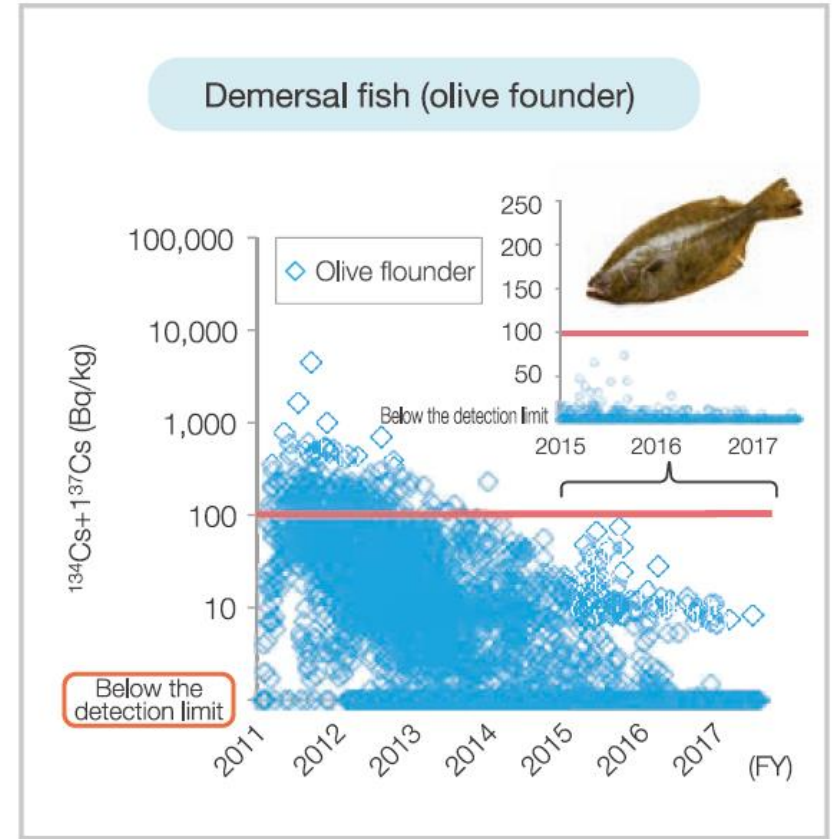 Demersal fish (olive founder)
250
200
150
100
50
Below the detection limit
2015 2016 2017
Olive flounder
100,000
10,000
1,000
100
10
Below the
detection limit
¹³⁴Cs+1³⁷Cs (Bq/kg)
2011 2012 2013 2014 2015 2016 2017 (FY)